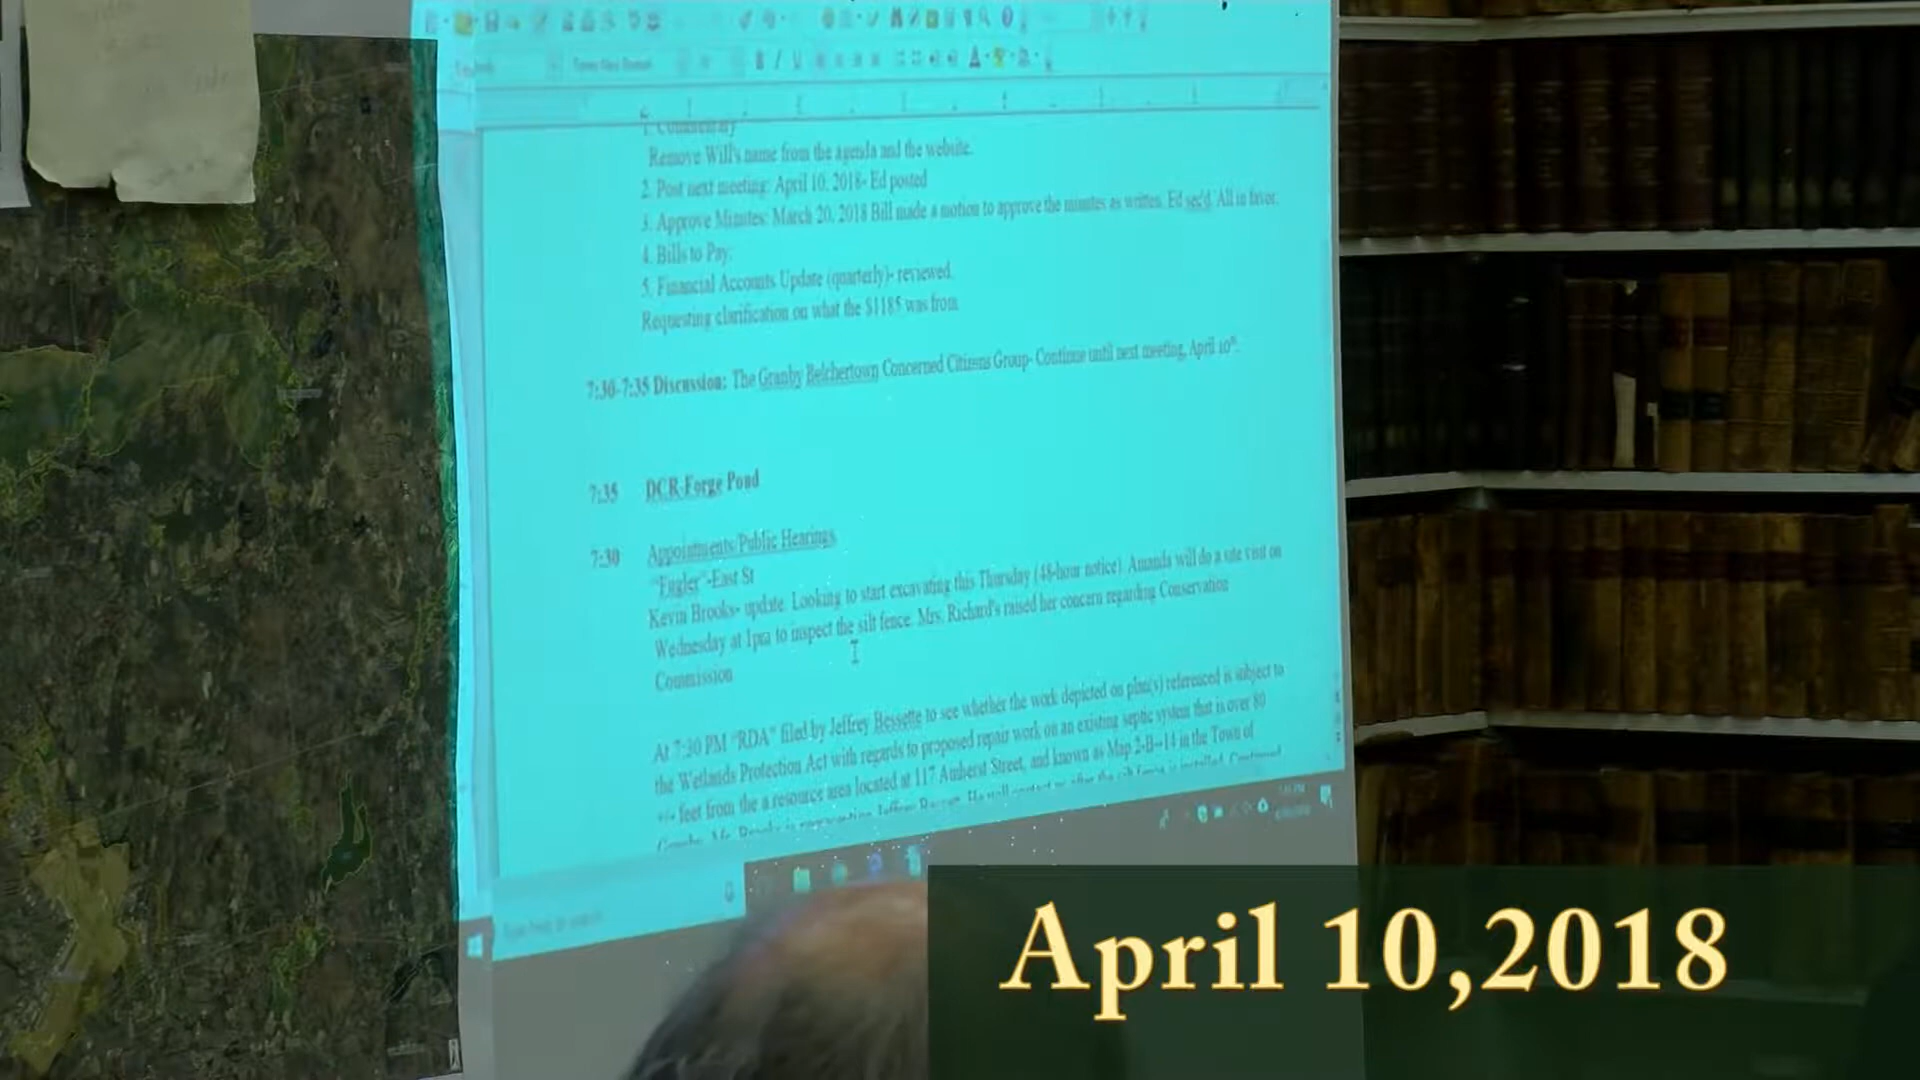 1. Commentary
Remove Will's name from the agenda and the website.
2. Post next meeting: April 10, 2018- Ed posted
3. Approve Minutes: March 20, 2018 Bill made a motion to approve the minutes as written. Ed sec'd. All in favor.
4. Bills to Pay:
5. Financial Accounts Update (quarterly)- reviewed.
Requesting clarification on what the $1185 was from
7:30-7:35 Discussion: The Granby Belchertown Concerned Citizens Group- Continue until next meeting, April 10th.
7:35 DCR-Forge Pond
7:30 Appointments/Public Hearings
"Fugler"-East St
Kevin Brooks- update. Looking to start excavating this Thursday (48-hour notice). Amanda will do a site visit on
Wednesday at 1pm to inspect the silt fence. Mrs. Richard's raised her concern regarding Conservation
Commission
At 7:30 PM "RDA" filed by Jeffrey Bessette to see whether the work depicted on plan(s) referenced is subject to
the Wetlands Protection Act with regards to proposed repair work on an existing septic system that is over 80
+/- feet from the a resource area located at 117 Amherst Street, and known as Map 2-B-14 in the Town of
April 10,2018